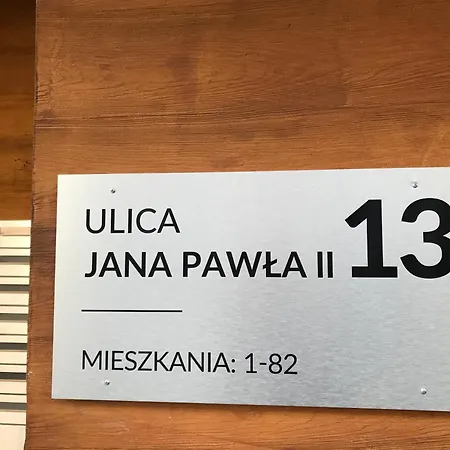 ULICA
JANA PAWŁA II 13
MIESZKANIA: 1-82